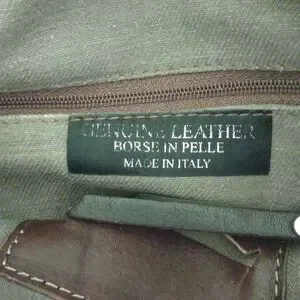 GENUINE LEATHER
BORSE IN PELLE
MADE IN ITALY